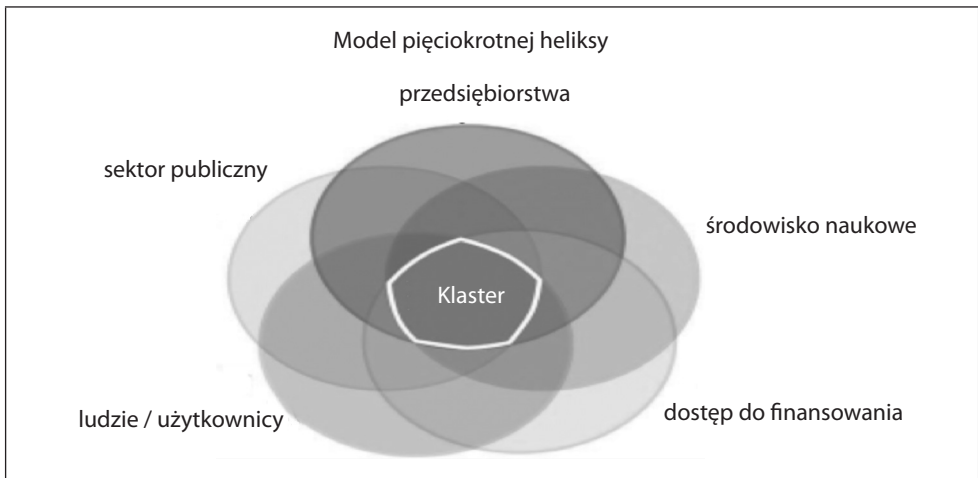 Model pięciokrotnej heliksy
przedsiębiorstwa
sektor publiczny
środowisko naukowe
Klaster
ludzie / użytkownicy
dostęp do finansowania